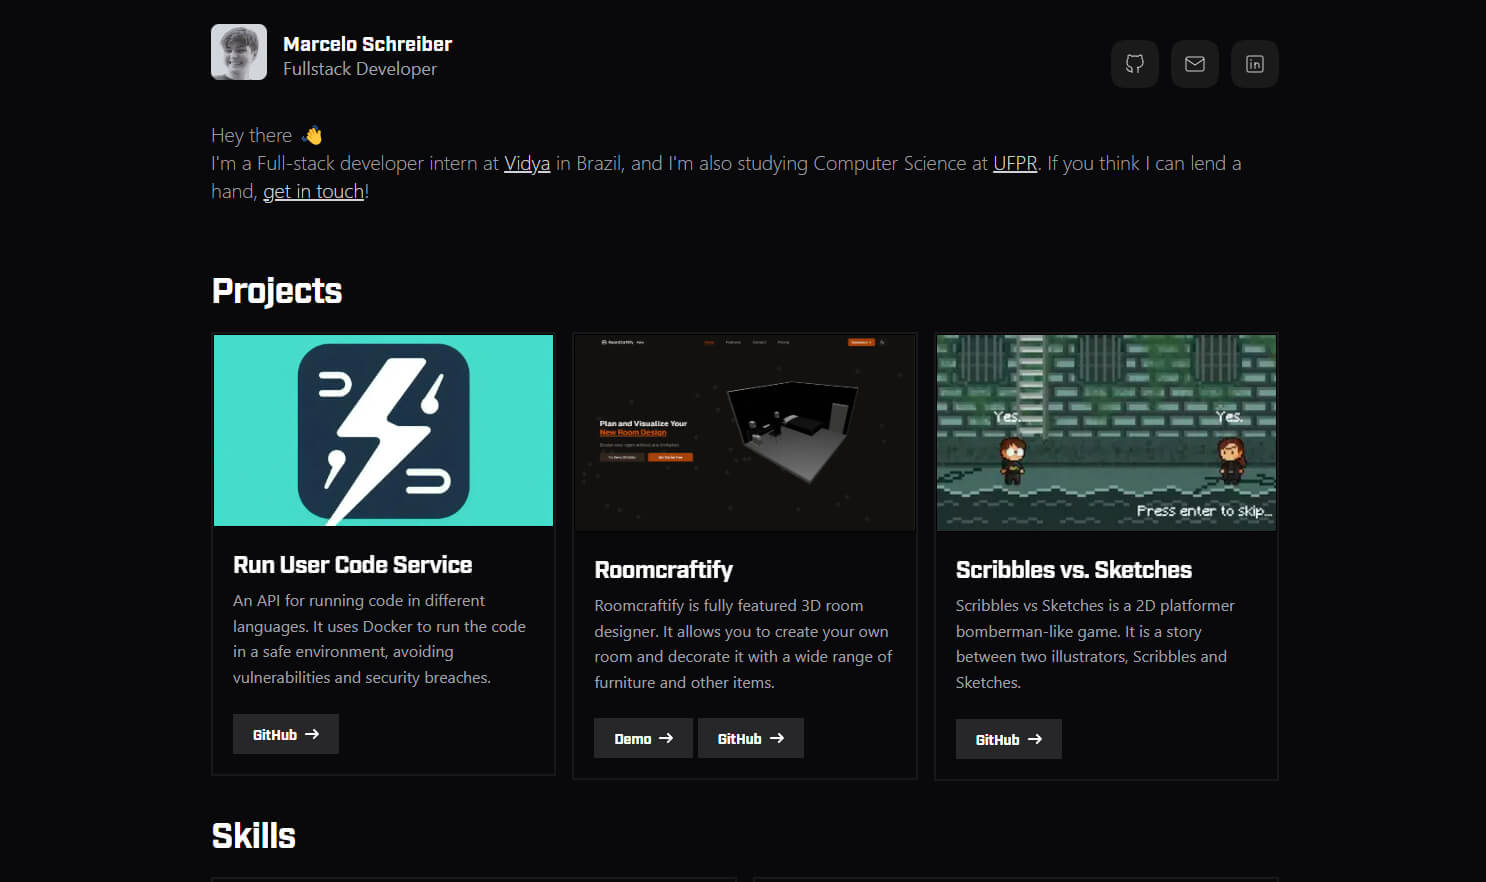 Marcelo Schreiber
Fullstack Developer
Hey there 👋
I'm a Full-stack developer intern at Vidya in Brazil, and I'm also studying Computer Science at UFPR. If you think I can lend a
hand, get in touch!
Projects
Plan and Visualize Your
New Room Design
Yes.
Yes.
Press enter to skip...
Run User Code Service
An API for running code in different
languages. It uses Docker to run the code
in a safe environment, avoiding
vulnerabilities and security breaches.
GitHub →
Roomcraftify
Roomcraftify is fully featured 3D room
designer. It allows you to create your own
room and decorate it with a wide range of
furniture and other items.
Demo →
GitHub →
Scribbles vs. Sketches
Scribbles vs Sketches is a 2D platformer
bomberman-like game. It is a story
between two illustrators, Scribbles and
Sketches.
GitHub →
Skills